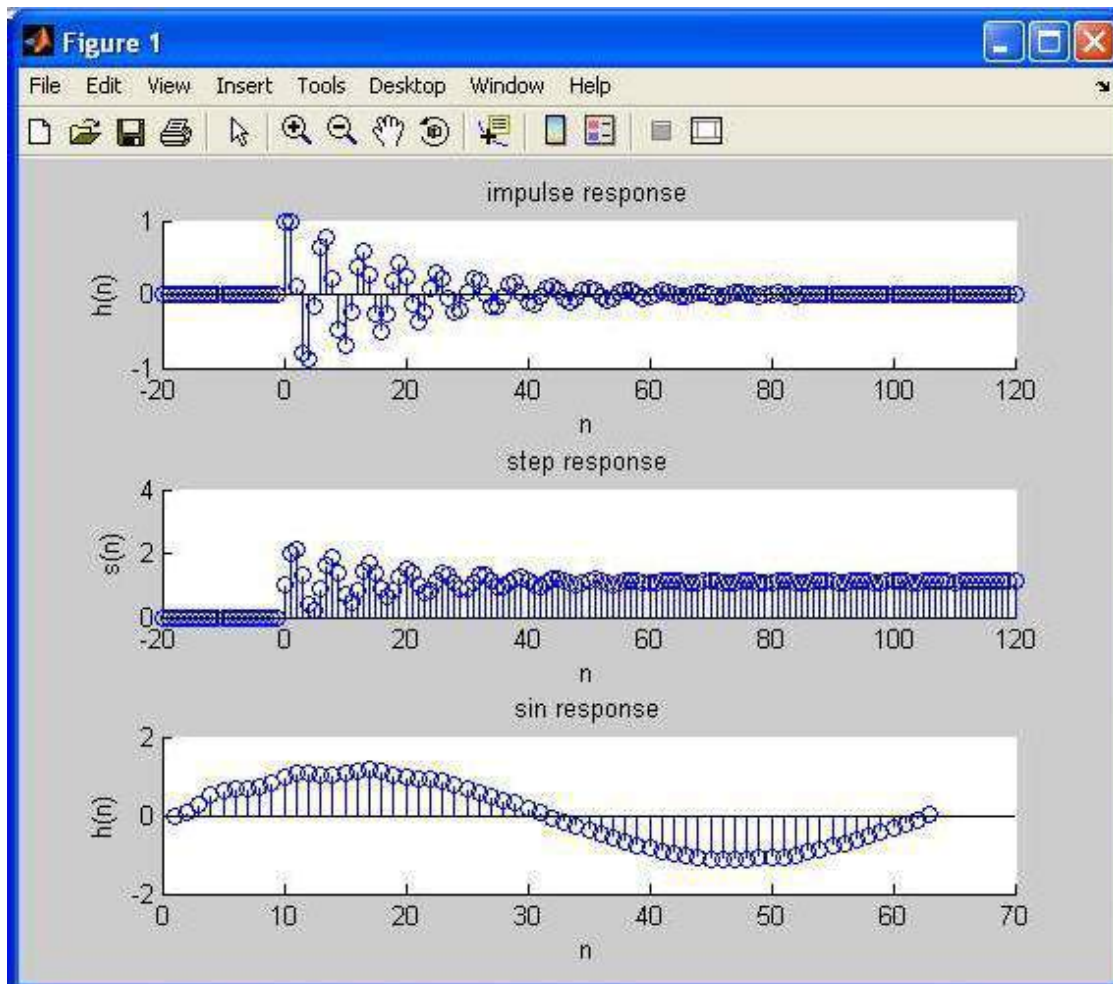 Figure 1
File Edit View Insert Tools Desktop Window Help
impulse response
1
0
-1
h(n)
-20 0 20 40 60 80 100 120
n
step response
4
2
0
s(n)
-20 0 20 40 60 80 100 120
n
sin response
2
0
-2
h(n)
0 10 20 30 40 50 60 70
n